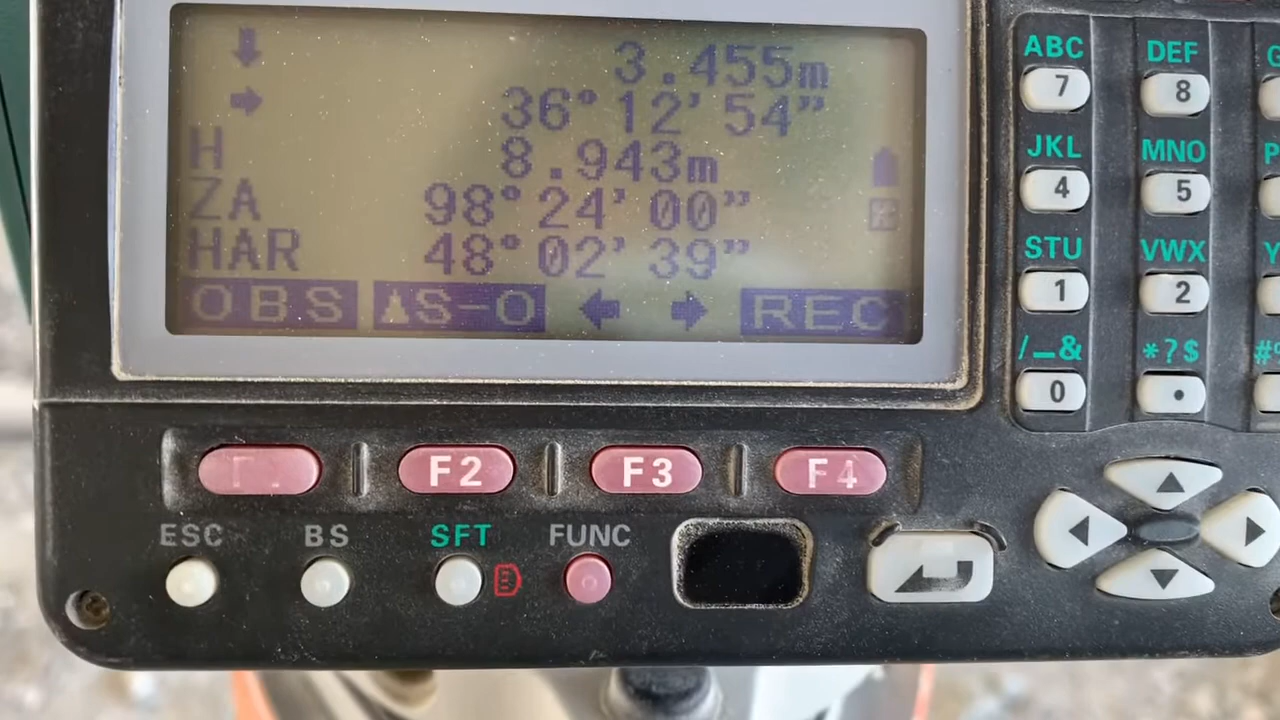 3.455m
36°12'54"
H 8.943m
ZA 98°24'00"
HAR 48°02'39"
OBS S-O REC
ABC DEF
7 8
JKL MNO
4 5
STU VWX
1 2
/_& *?$
0 .
F2 F3 F4
ESC BS SFT FUNC